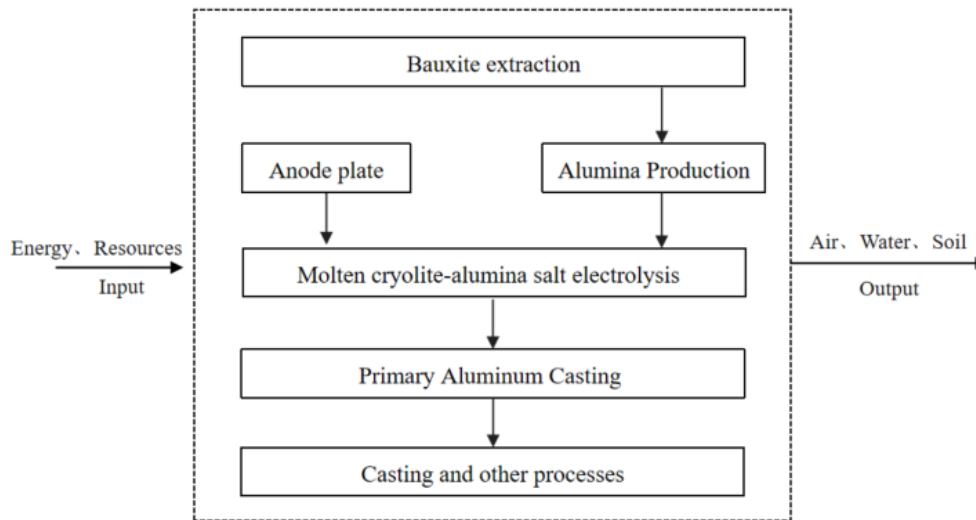 Bauxite extraction
Anode plate
Alumina Production
Energy、Resources
Input
Molten cryolite-alumina salt electrolysis
Air、Water、Soil
Output
Primary Aluminum Casting
Casting and other processes